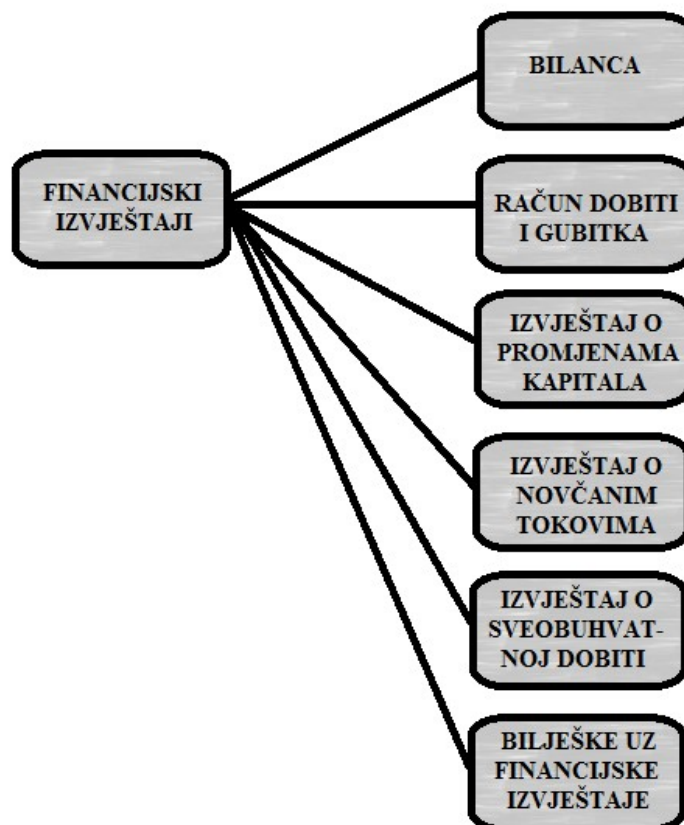 FINANCIJSKI
IZVJEŠTAJI
BILANCA
RAČUN DOBITI
I GUBITKA
IZVJEŠTAJ O
PROMJENAMA
KAPITALA
IZVJEŠTAJ O
NOVČANIM
TOKOVIMA
IZVJEŠTAJ O
SVEOBUHVAT-
NOJ DOBITI
BILJEŠKE UZ
FINANCIJSKE
IZVJEŠTAJE